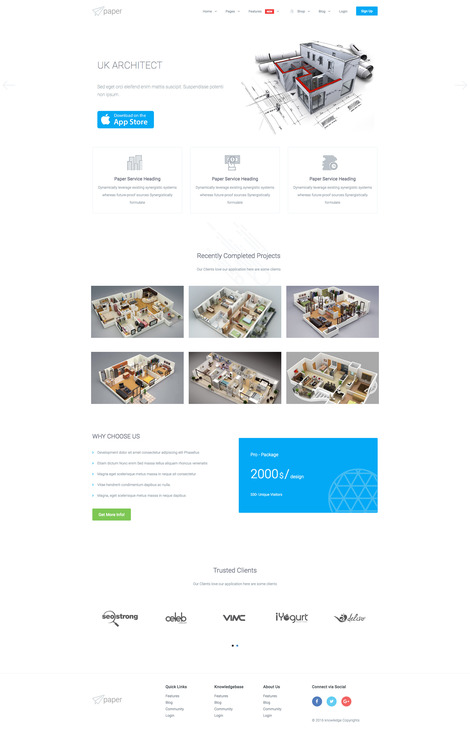 paper
Home
Pages
Features
NEW
Shop
Blog
Login
Sign Up
UK ARCHITECT
Sed eget orci eleifend enim mattis suscipit. Suspendisse potenti
non ipsum.
Download on the
App Store
Paper Service Heading
Dynamically leverage existing synergistic systems
whereas future proof sources Synergistically
formulate
Paper Service Heading
Dynamically leverage existing synergistic systems
whereas future proof sources Synergistically
formulate
Paper Service Heading
Dynamically leverage existing synergistic systems
whereas future proof sources Synergistically
formulate
Recently Completed Projects
Our Clients love our application here are some clients
WHY CHOOSE US
Development dolor sit amet consectetur adipiscing elit Phasellus
Etiam dictum lorem viveri Sed massa tellus aliquam rhoncus venenatis
Magna eget scelerisque metus massa in neque sit consectetur
Vitae hendrerit condimentum dapibus ac nulla
Magna, eget scelerisque metus massa in neque dapibus
Get More Info!
Pro - Package
2000$/design
300+ Unique Visitors
Trusted Clients
Our Clients love our application here are some clients
seostrong
celeb
VIMC
iYogurt
delivo
paper
Quick Links
Features
Blog
Community
Login
Knowledgebase
Features
Blog
Community
Login
About Us
Features
Blog
Community
Login
Connect via Social
© 2016 Knowledge Copyrights